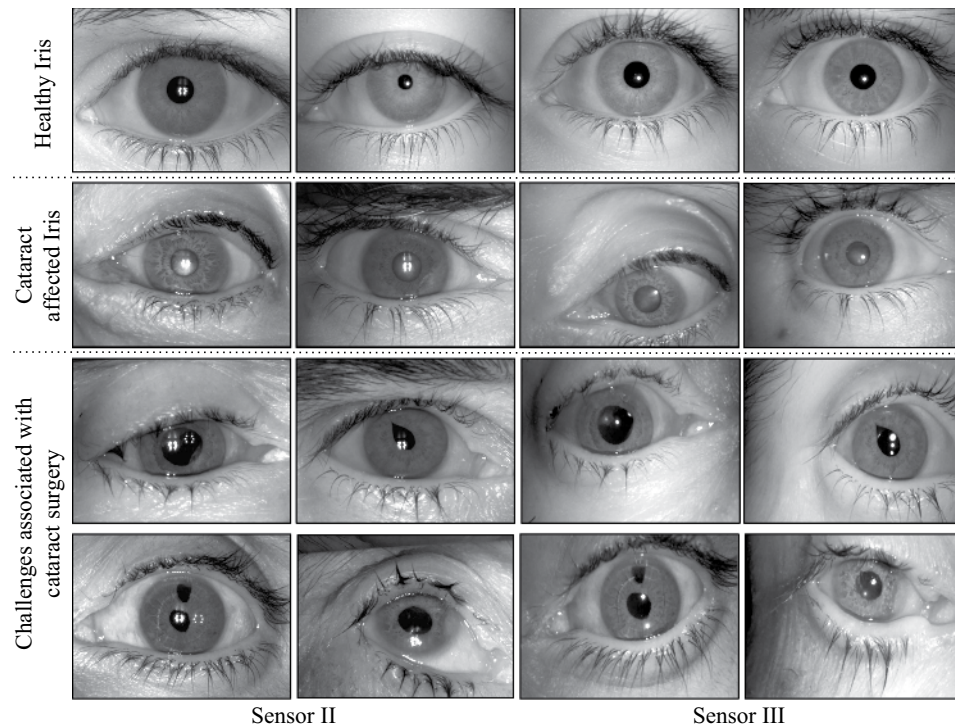 Healthy Iris
Cataract
affected Iris
Challenges associated with
cataract surgery
Sensor II
Sensor III